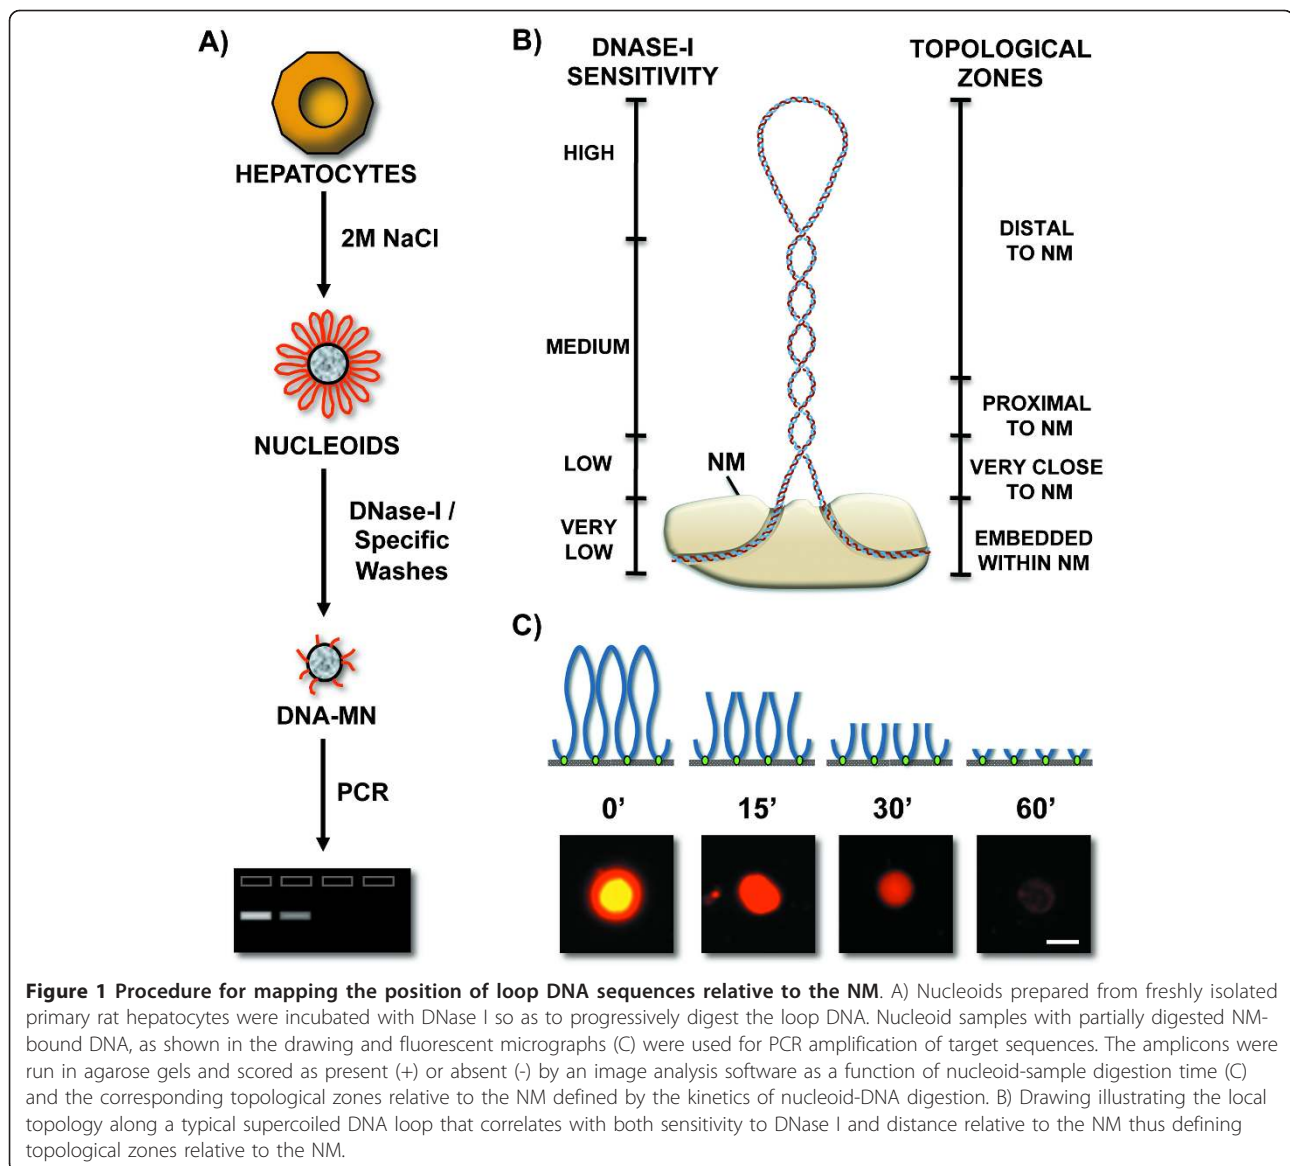 A)
HEPATOCYTES
2M NaCl
NUCLEOIDS
DNase-I /
Specific
Washes
DNA-MN
PCR
B)
DNASE-I
SENSITIVITY
TOPOLOGICAL
ZONES
HIGH
MEDIUM
LOW
VERY
LOW
NM
DISTAL
TO NM
PROXIMAL
TO NM
VERY CLOSE
TO NM
EMBEDDED
WITHIN NM
C)
0’
15’
30’
60’
Figure 1 Procedure for mapping the position of loop DNA sequences relative to the NM. A) Nucleoids prepared from freshly isolated
primary rat hepatocytes were incubated with DNase I so as to progressively digest the loop DNA. Nucleoid samples with partially digested NM-
bound DNA, as shown in the drawing and fluorescent micrographs (C) were used for PCR amplification of target sequences. The amplicons were
run in agarose gels and scored as present (+) or absent (-) by an image analysis software as a function of nucleoid-sample digestion time (C)
and the corresponding topological zones relative to the NM defined by the kinetics of nucleoid-DNA digestion. B) Drawing illustrating the local
topology along a typical supercoiled DNA loop that correlates with both sensitivity to DNase I and distance relative to the NM thus defining
topological zones relative to the NM.